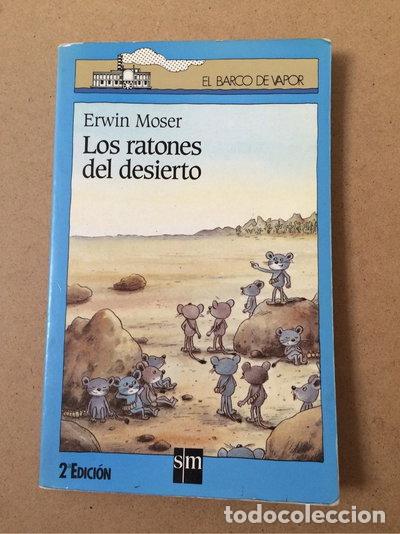 EL BARCO DE VAPOR
Erwin Moser
Los ratones
del desierto
2ª EDICIÓN
sm
todocoleccion